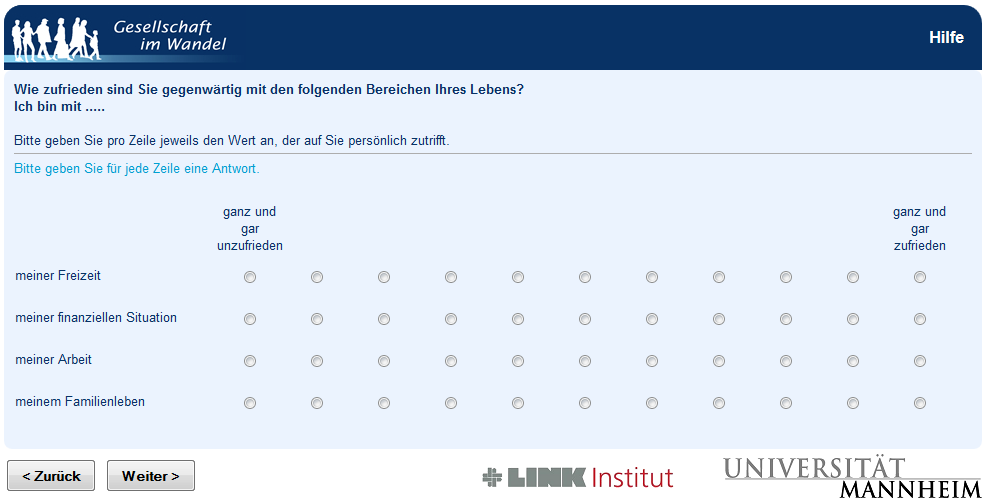 Gesellschaft
im Wandel
Hilfe
Wie zufrieden sind Sie gegenwärtig mit den folgenden Bereichen Ihres Lebens?
Ich bin mit .....
Bitte geben Sie pro Zeile jeweils den Wert an, der auf Sie persönlich zutrifft.
Bitte geben Sie für jede Zeile eine Antwort.
ganz und
gar
unzufrieden
ganz und
gar
zufrieden
meiner Freizeit
meiner finanziellen Situation
meiner Arbeit
meinem Familienleben
< Zurück
Weiter >
LINK Institut
UNIVERSITÄT
MANNHEIM